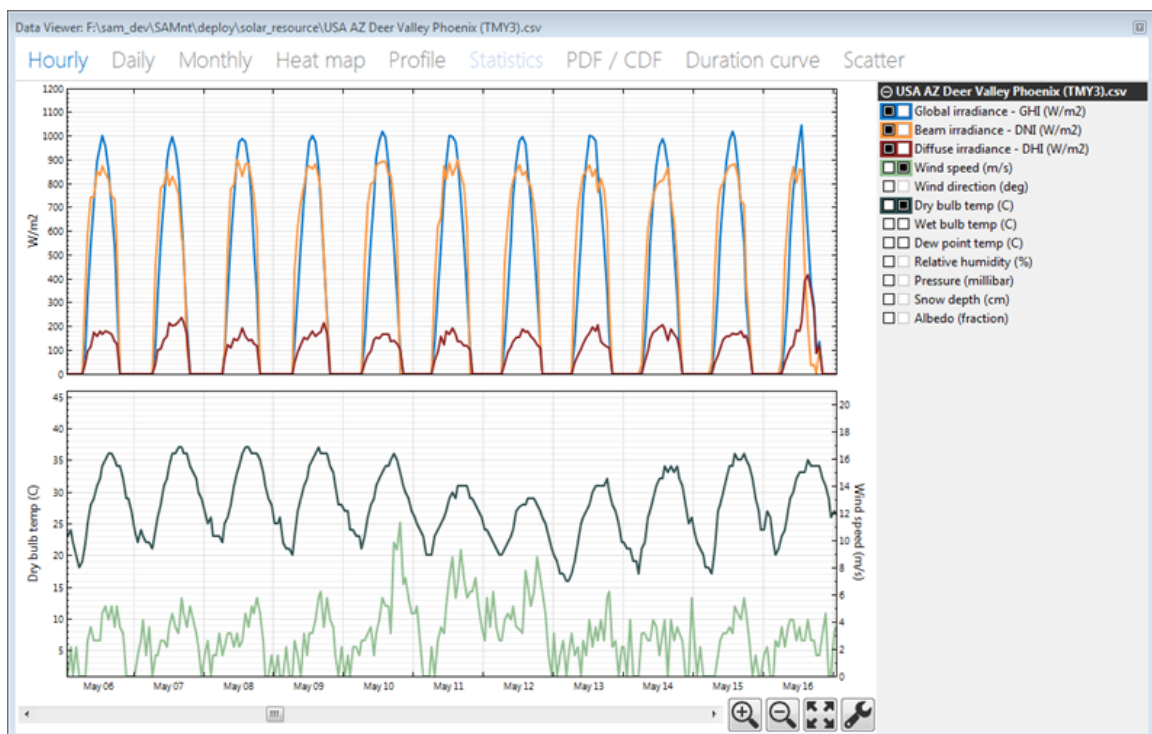 Data Viewer: F:\sam_dev\SAMnt\deploy\solar_resource\USA AZ Deer Valley Phoenix (TMY3).csv
Hourly Daily Monthly Heat map Profile Statistics PDF / CDF Duration curve Scatter
1200
1100
1000
900
800
700
600
500
400
300
200
100
0
W/m2
USA AZ Deer Valley Phoenix (TMY3).csv
Global irradiance - GHI (W/m2)
Beam irradiance - DNI (W/m2)
Diffuse irradiance - DHI (W/m2)
Wind speed (m/s)
Wind direction (deg)
Dry bulb temp (C)
Wet bulb temp (C)
Dew point temp (C)
Relative humidity (%)
Pressure (millibar)
Snow depth (cm)
Albedo (fraction)
45
40
35
30
25
20
15
10
5
Dry bulb temp (C)
20
18
16
14
12
10
8
6
4
2
0
Wind speed (m/s)
May 06 May 07 May 08 May 09 May 10 May 11 May 12 May 13 May 14 May 15 May 16